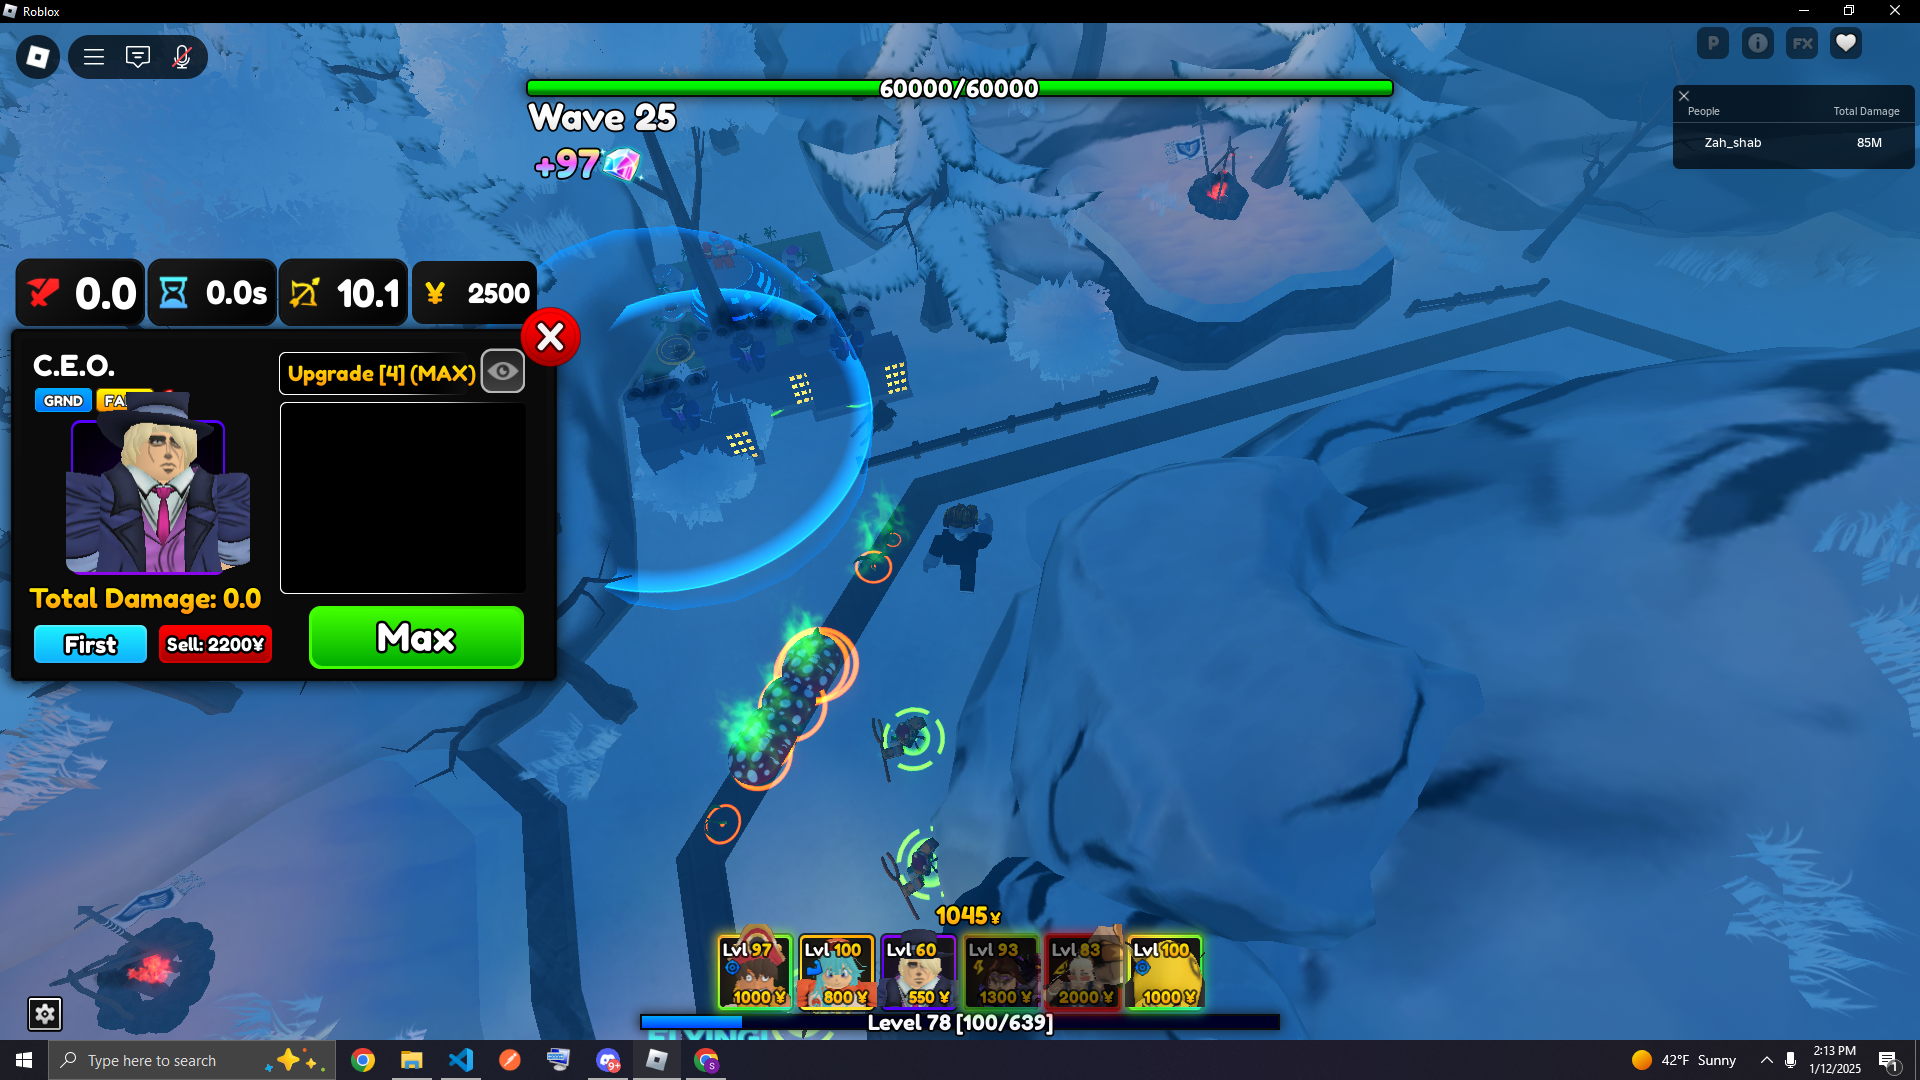 Roblox
P
FX
60000/60000
Wave 25
+97
People Total Damage
Zah_shab 85M
0.0
0.0s
10.1
¥ 2500
C.E.O.
GRND
Upgrade [4] (MAX)
Total Damage: 0.0
First
Sell: 2200¥
Max
1045¥
Lvl 97
1000 ¥
Lvl 100
800 ¥
Lvl 60
550 ¥
Lvl 93
1300 ¥
Lvl 83
2000 ¥
Lvl 100
1000 ¥
Level 78 [100/639]
Type here to search
9+
S
42°F Sunny
2:13 PM
1/12/2025
1